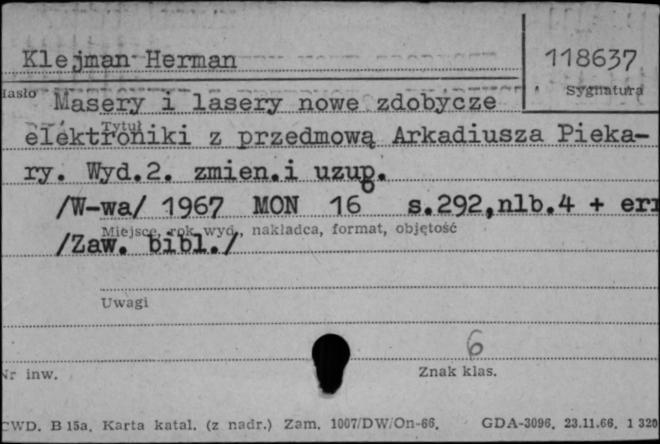 Klejman Herman
118637
Hasło
Sygnatura
Masery i lasery nowe zdobycze
Tytuł
elektroniki z przedmową Arkadiusza Pieka-
ry. Wyd.2. zmien.i uzup.
/W-wa/ 1967 MON 16° s.292,nlb.4 + err
Miejsce, rok wyd., nakładca, format, objętość
/Zaw. bibl./
Uwagi
6
Nr inw.
Znak klas.
CWD. B 15a. Karta katal. (z nadr.) Zam. 1007/DW/On-66. GDA-3096. 23.11.66. 1 320